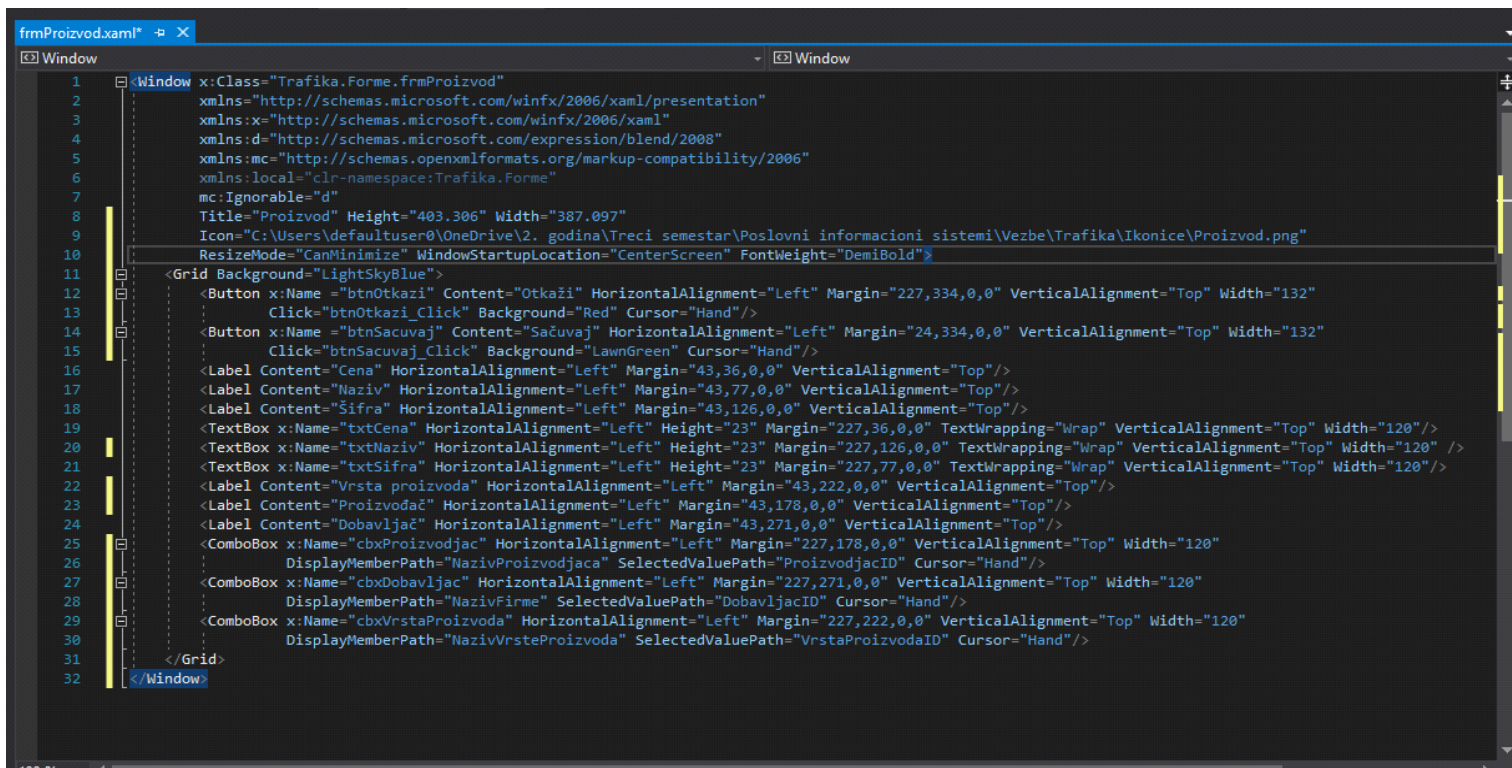 frmProizvod.xaml*
Window Window
1 <Window x:Class="Trafika.Forme.frmProizvod"
2 xmlns="http://schemas.microsoft.com/winfx/2006/xaml/presentation"
3 xmlns:x="http://schemas.microsoft.com/winfx/2006/xaml"
4 xmlns:d="http://schemas.microsoft.com/expression/blend/2008"
5 xmlns:mc="http://schemas.openxmlformats.org/markup-compatibility/2006"
6 xmlns:local="clr-namespace:Trafika.Forme"
7 mc:Ignorable="d"
8 Title="Proizvod" Height="403.306" Width="387.097"
9 Icon="C:\Users\defaultuser0\OneDrive\2. godina\Treci semestar\Poslovni informacioni sistemi\Vezbe\Trafika\Ikonice\Proizvod.png"
10 ResizeMode="CanMinimize" WindowStartupLocation="CenterScreen" FontWeight="DemiBold">
11 <Grid Background="LightSkyBlue">
12 <Button x:Name ="btnOtkazi" Content="Otkaži" HorizontalAlignment="Left" Margin="227,334,0,0" VerticalAlignment="Top" Width="132"
13 Click="btnOtkazi_Click" Background="Red" Cursor="Hand"/>
14 <Button x:Name ="btnSacuvaj" Content="Sačuvaj" HorizontalAlignment="Left" Margin="24,334,0,0" VerticalAlignment="Top" Width="132"
15 Click="btnSacuvaj_Click" Background="LawnGreen" Cursor="Hand"/>
16 <Label Content="Cena" HorizontalAlignment="Left" Margin="43,36,0,0" VerticalAlignment="Top"/>
17 <Label Content="Naziv" HorizontalAlignment="Left" Margin="43,77,0,0" VerticalAlignment="Top"/>
18 <Label Content="Šifra" HorizontalAlignment="Left" Margin="43,126,0,0" VerticalAlignment="Top"/>
19 <TextBox x:Name="txtCena" HorizontalAlignment="Left" Height="23" Margin="227,36,0,0" TextWrapping="Wrap" VerticalAlignment="Top" Width="120"/>
20 <TextBox x:Name="txtNaziv" HorizontalAlignment="Left" Height="23" Margin="227,126,0,0" TextWrapping="Wrap" VerticalAlignment="Top" Width="120" />
21 <TextBox x:Name="txtSifra" HorizontalAlignment="Left" Height="23" Margin="227,77,0,0" TextWrapping="Wrap" VerticalAlignment="Top" Width="120"/>
22 <Label Content="Vrsta proizvoda" HorizontalAlignment="Left" Margin="43,222,0,0" VerticalAlignment="Top"/>
23 <Label Content="Proizvođač" HorizontalAlignment="Left" Margin="43,178,0,0" VerticalAlignment="Top"/>
24 <Label Content="Dobavljač" HorizontalAlignment="Left" Margin="43,271,0,0" VerticalAlignment="Top"/>
25 <ComboBox x:Name="cbxProizvodjac" HorizontalAlignment="Left" Margin="227,178,0,0" VerticalAlignment="Top" Width="120"
26 DisplayMemberPath="NazivProizvodjaca" SelectedValuePath="ProizvodjacID" Cursor="Hand"/>
27 <ComboBox x:Name="cbxDobavljac" HorizontalAlignment="Left" Margin="227,271,0,0" VerticalAlignment="Top" Width="120"
28 DisplayMemberPath="NazivFirme" SelectedValuePath="DobavljacID" Cursor="Hand"/>
29 <ComboBox x:Name="cbxVrstaProizvoda" HorizontalAlignment="Left" Margin="227,222,0,0" VerticalAlignment="Top" Width="120"
30 DisplayMemberPath="NazivVrsteProizvoda" SelectedValuePath="VrstaProizvodaID" Cursor="Hand"/>
31 </Grid>
32 </Window>